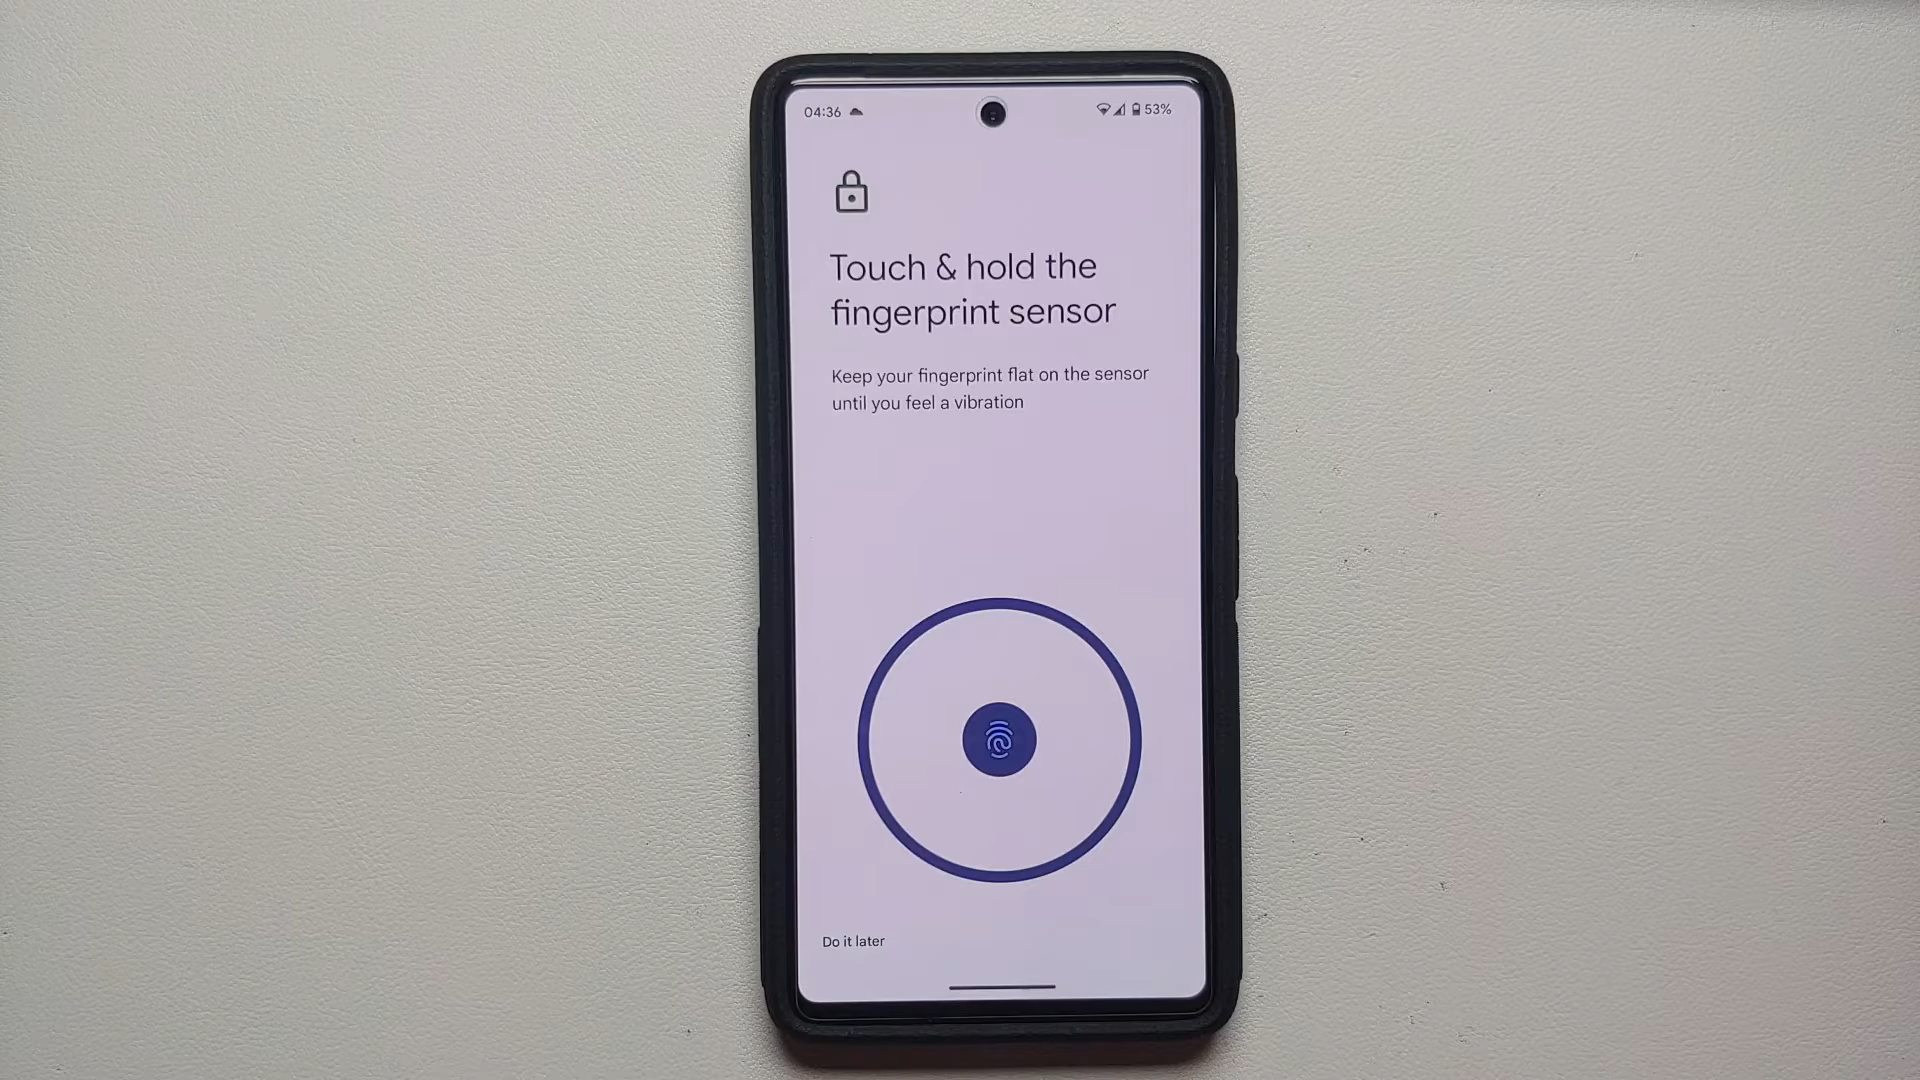 04:36
53%
Touch & hold the
fingerprint sensor
Keep your fingerprint flat on the sensor
until you feel a vibration
Do it later